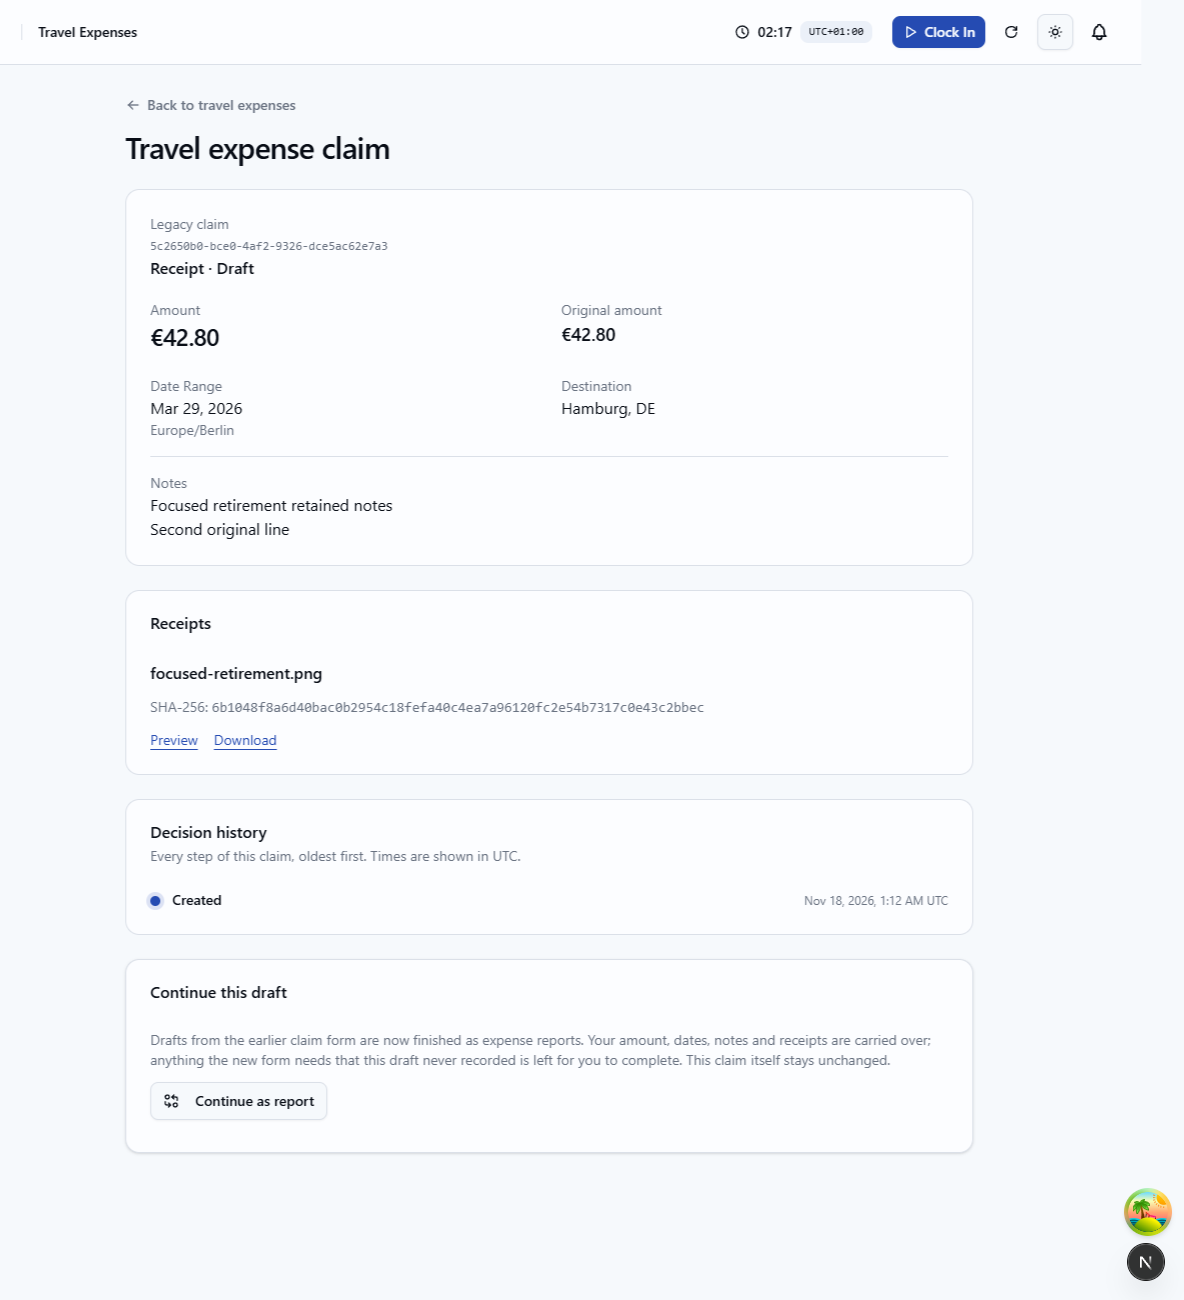 Travel Expenses
02:17
UTC+01:00
Clock In
Back to travel expenses
Travel expense claim
Legacy claim
5c2650b0-bce0-4af2-9326-dce5ac62e7a3
Receipt · Draft
Amount
€42.80
Original amount
€42.80
Date Range
Mar 29, 2026
Europe/Berlin
Destination
Hamburg, DE
Notes
Focused retirement retained notes
Second original line
Receipts
focused-retirement.png
SHA-256: 6b1048f8a6d40bac0b2954c18fefa40c4ea7a96120fc2e54b7317c0e43c2bbec
Preview Download
Decision history
Every step of this claim, oldest first. Times are shown in UTC.
Created
Nov 18, 2026, 1:12 AM UTC
Continue this draft
Drafts from the earlier claim form are now finished as expense reports. Your amount, dates, notes and receipts are carried over;
anything the new form needs that this draft never recorded is left for you to complete. This claim itself stays unchanged.
Continue as report
N